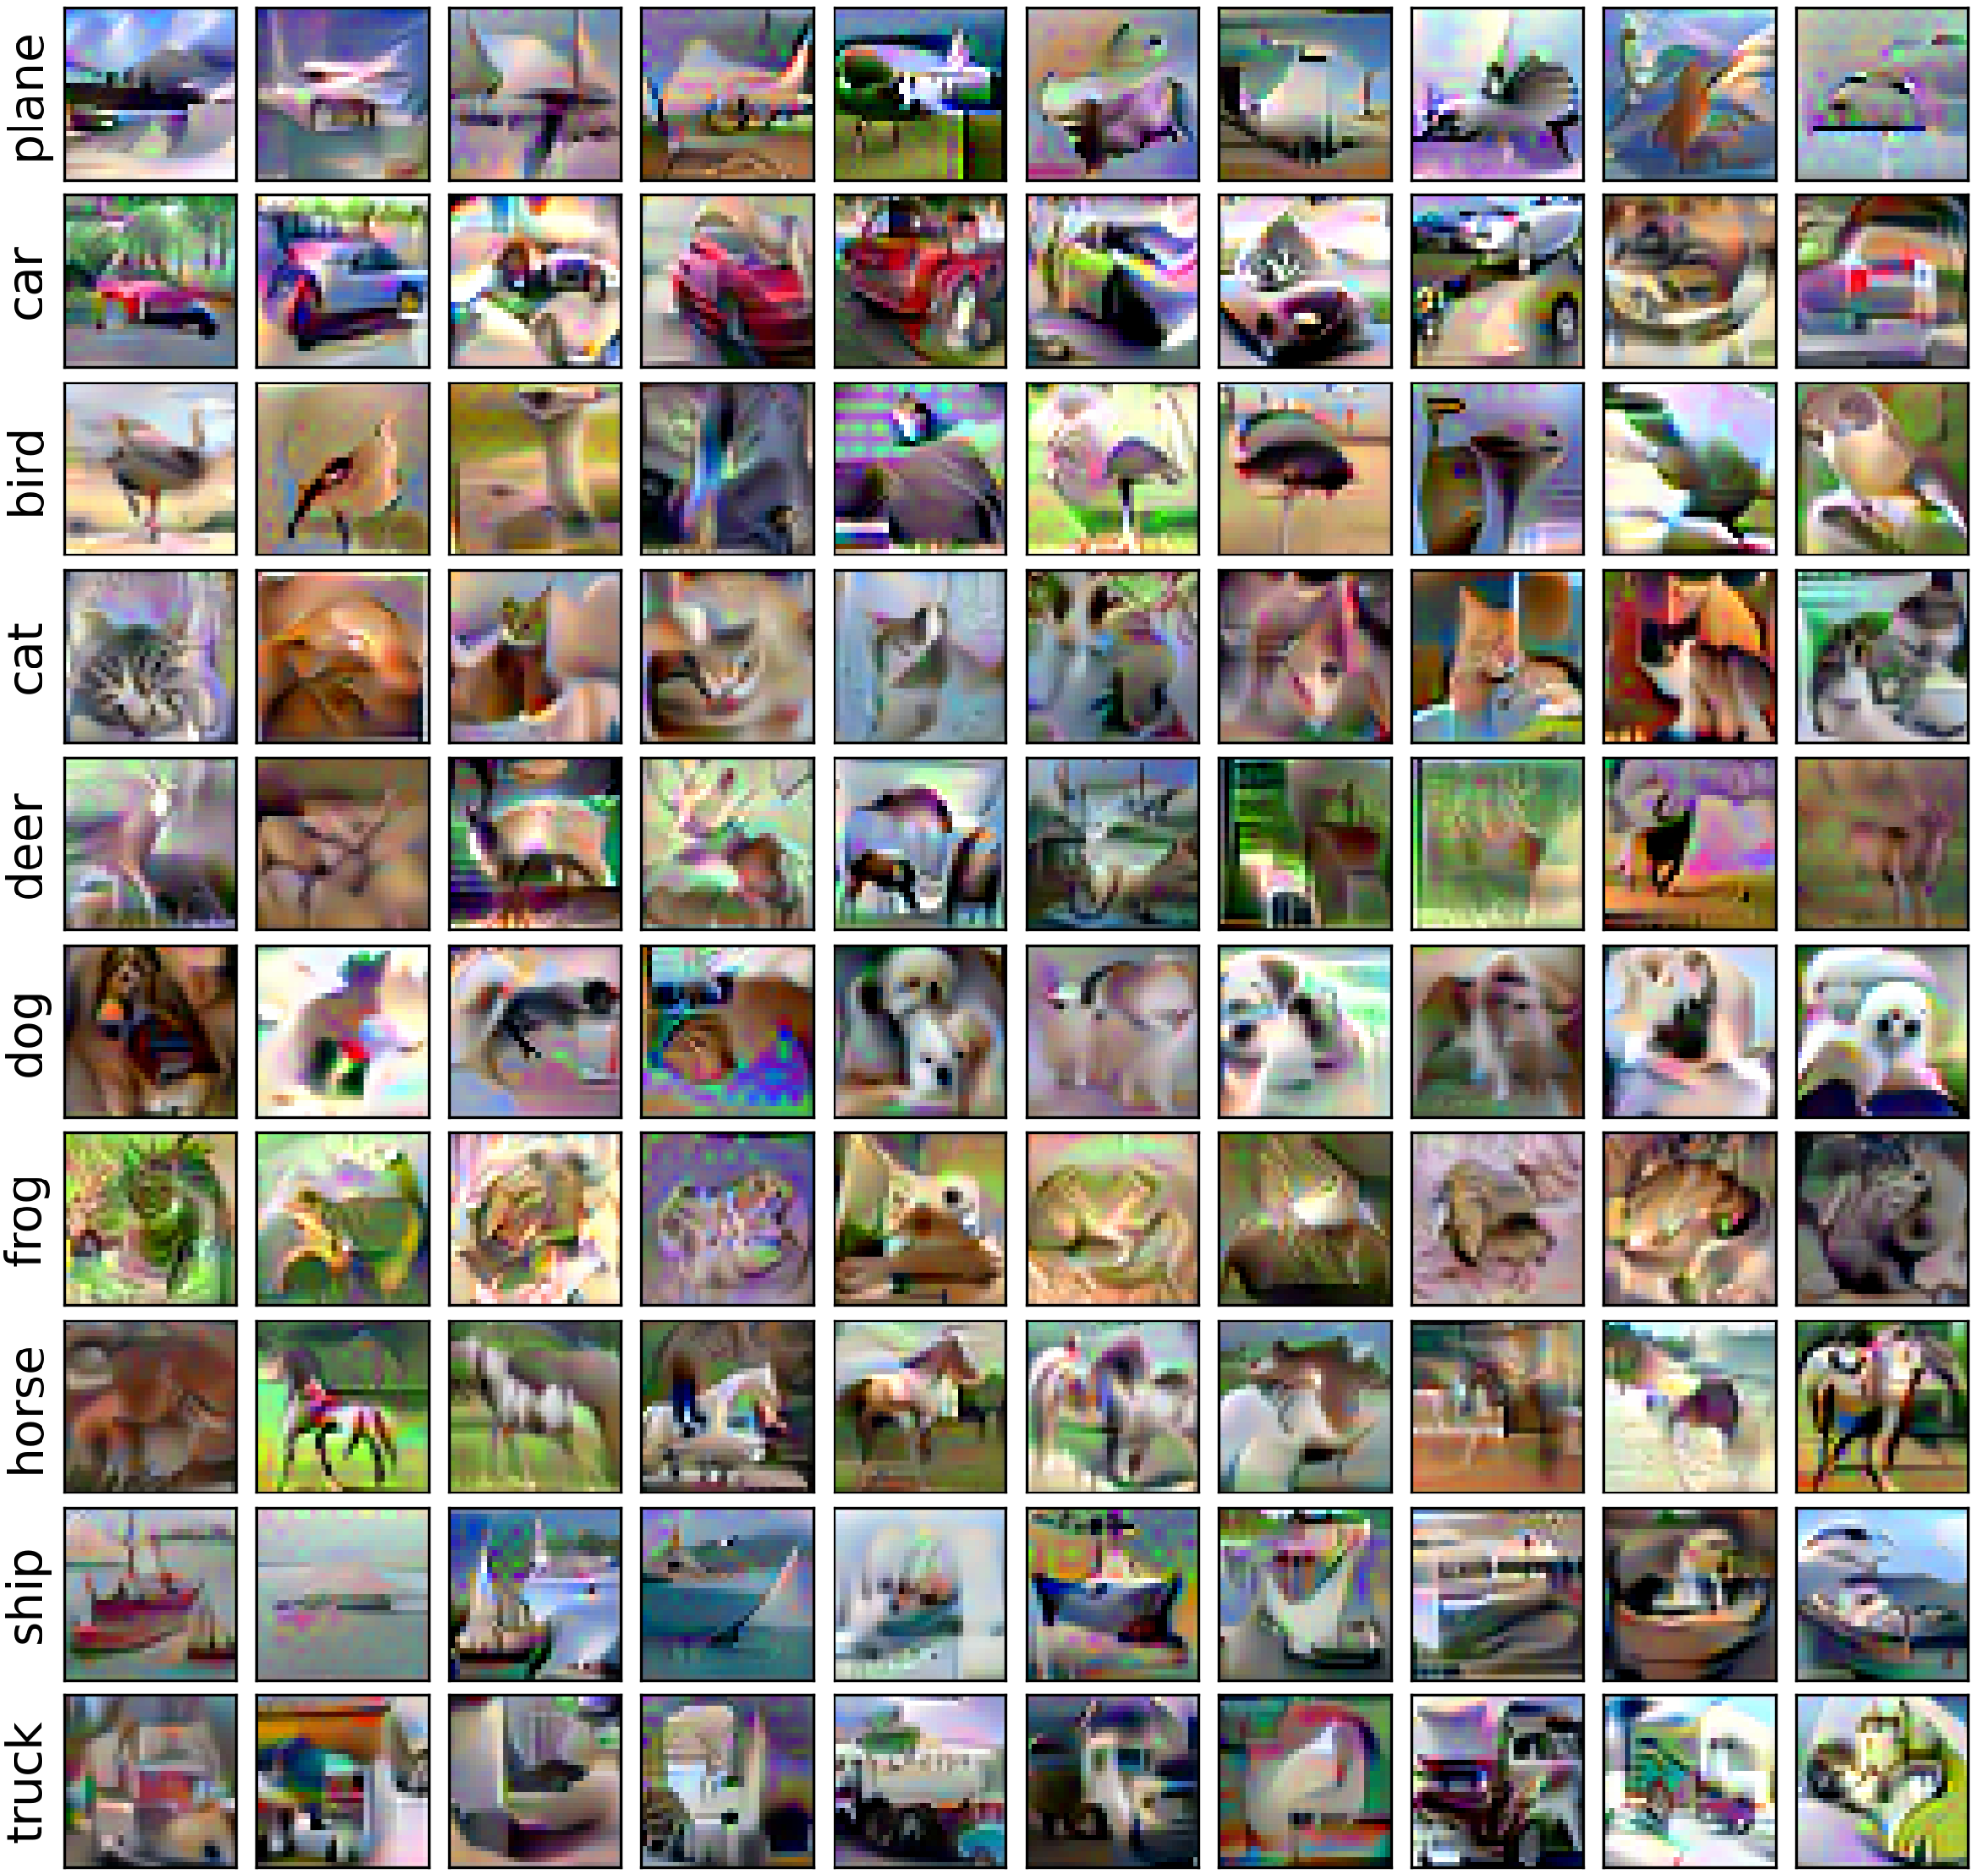 plane
car
bird
cat
deer
dog
frog
horse
ship
truck